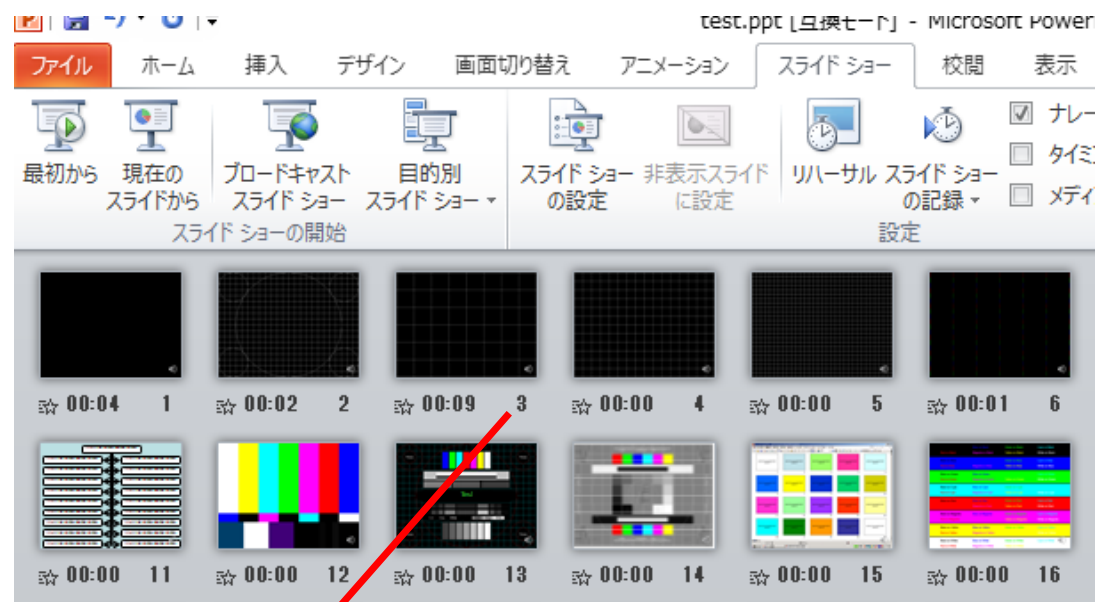 test.ppt [互換モード] - Microsoft Power
ファイル ホーム 挿入 デザイン 画面切り替え アニメーション スライド ショー 校閲 表示
最初から 現在の ブロードキャスト 目的別 スライド ショー 非表示スライド リハーサル スライド ショー ナレー
スライドから スライド ショー スライド ショー の設定 に設定 の記録 タイミ
メディ
スライド ショーの開始 設定
00:04 1 00:02 2 00:09 3 00:00 4 00:00 5 00:01 6
00:00 11 00:00 12 00:00 13 00:00 14 00:00 15 00:00 16